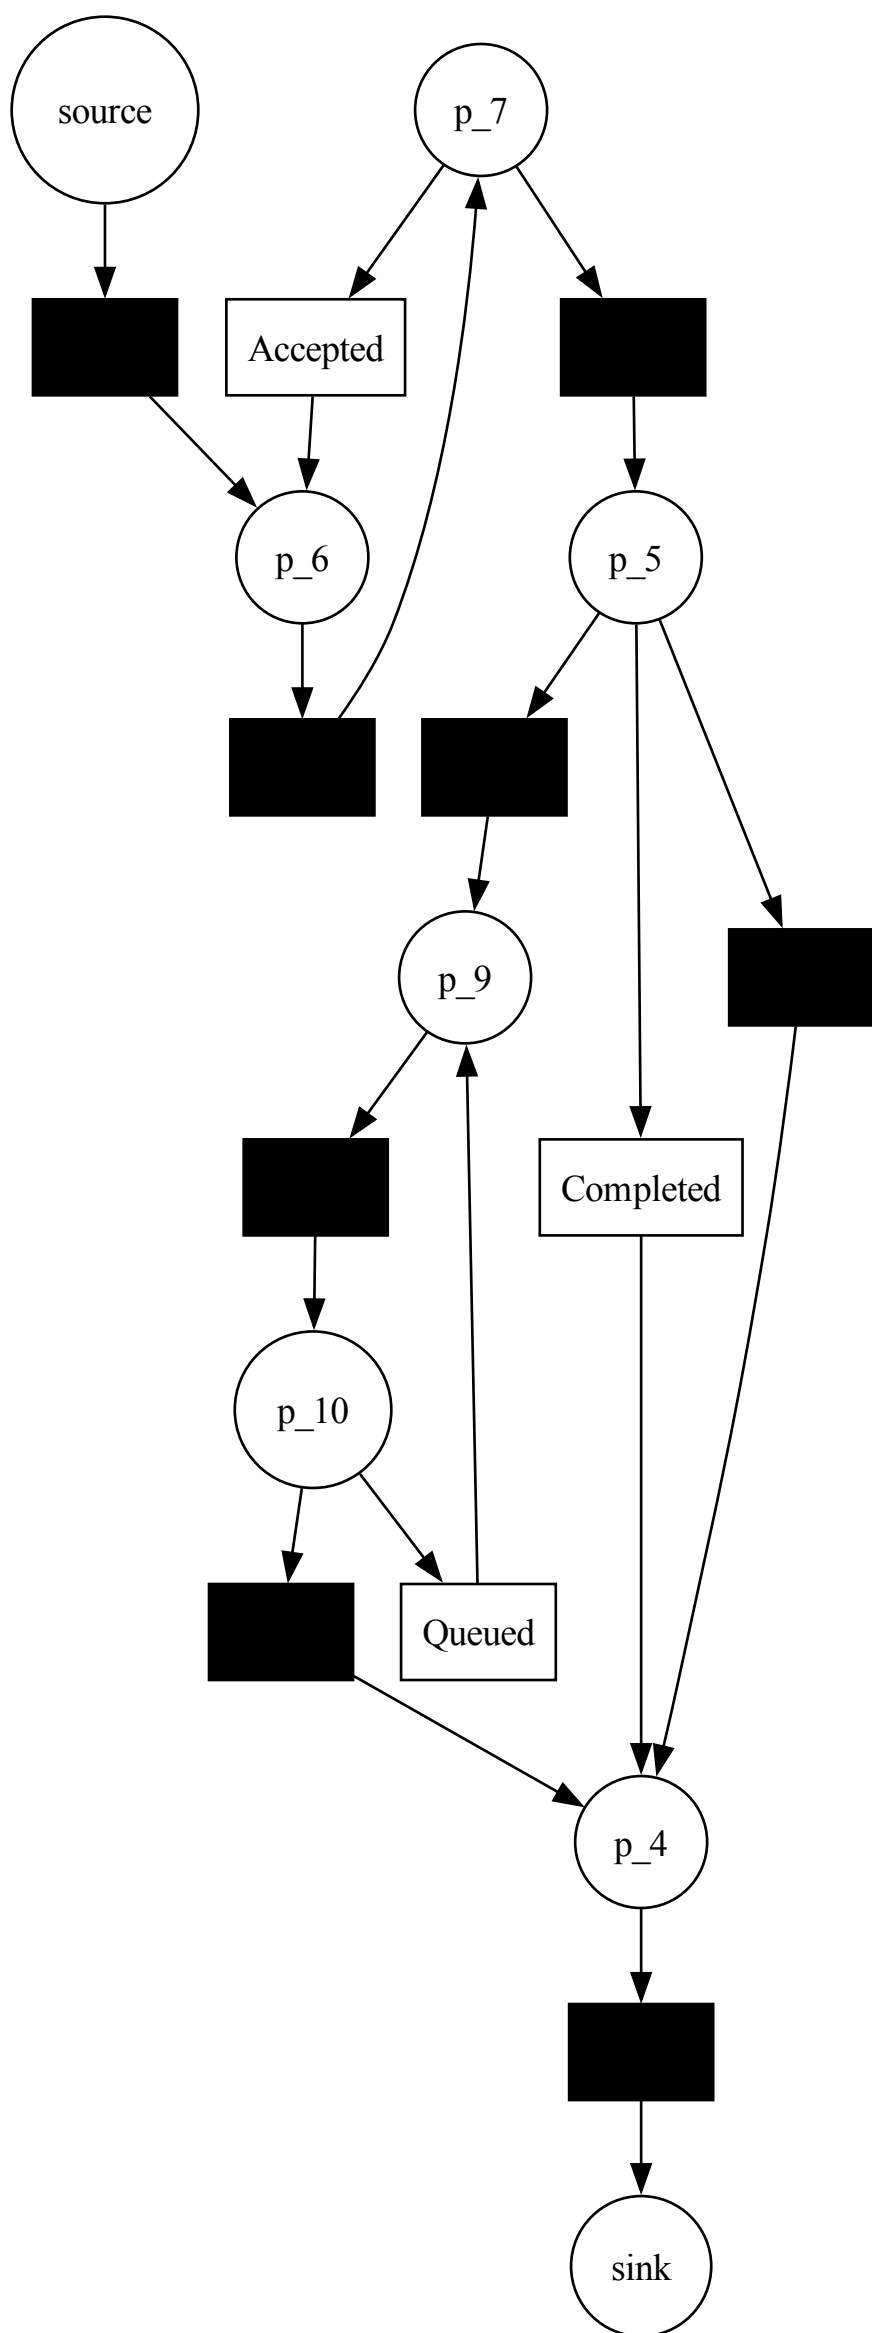 source
p_7
Accepted
p_6
p_5
p_9
Completed
p_10
Queued
p_4
sink